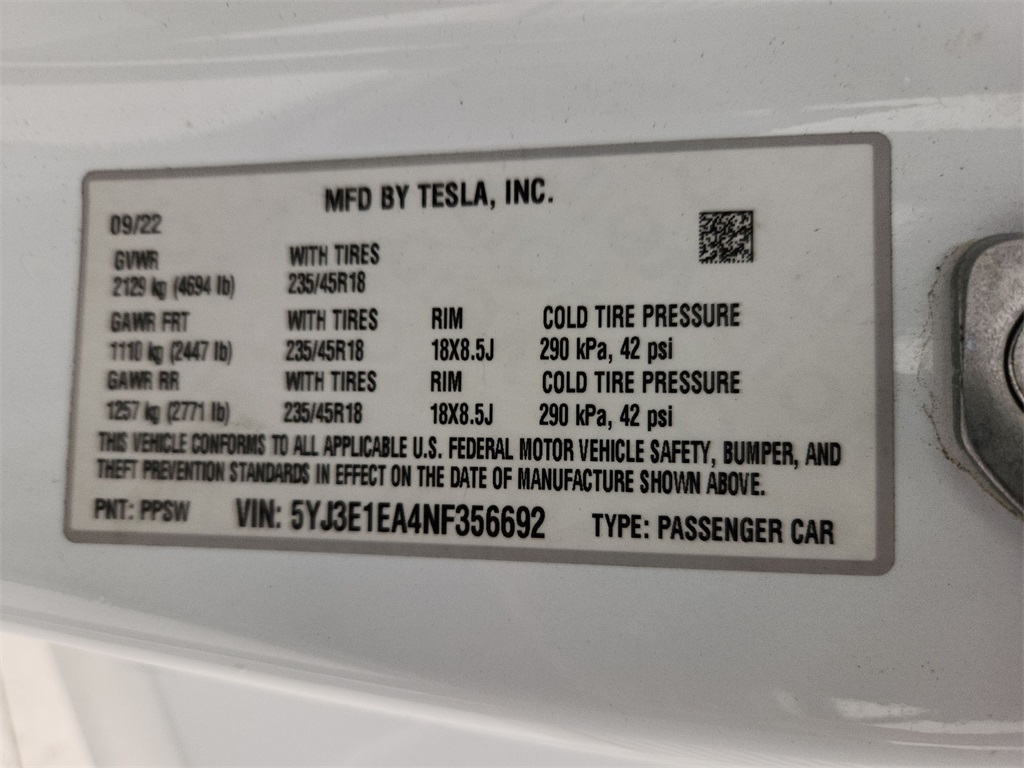 MFD BY TESLA, INC.
09/22
GVWR WITH TIRES
2129 kg (4694 lb) 235/45R18
GAWR FRT WITH TIRES RIM COLD TIRE PRESSURE
1110 kg (2447 lb) 235/45R18 18X8.5J 290 kPa, 42 psi
GAWR RR WITH TIRES RIM COLD TIRE PRESSURE
1257 kg (2771 lb) 235/45R18 18X8.5J 290 kPa, 42 psi
THIS VEHICLE CONFORMS TO ALL APPLICABLE U.S. FEDERAL MOTOR VEHICLE SAFETY, BUMPER, AND
THEFT PREVENTION STANDARDS IN EFFECT ON THE DATE OF MANUFACTURE SHOWN ABOVE.
PNT: PPSW VIN: 5YJ3E1EA4NF356692 TYPE: PASSENGER CAR